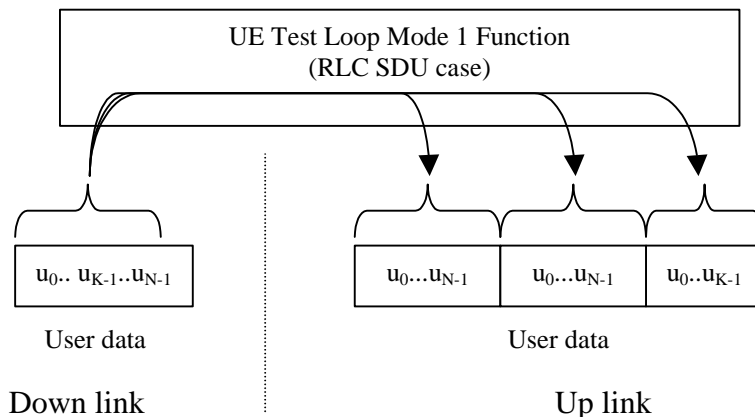 UE Test Loop Mode 1 Function
(RLC SDU case)
u0.. uK-1..uN-1
u0...uN-1
u0...uN-1
u0..uK-1
User data
User data
Down link
Up link